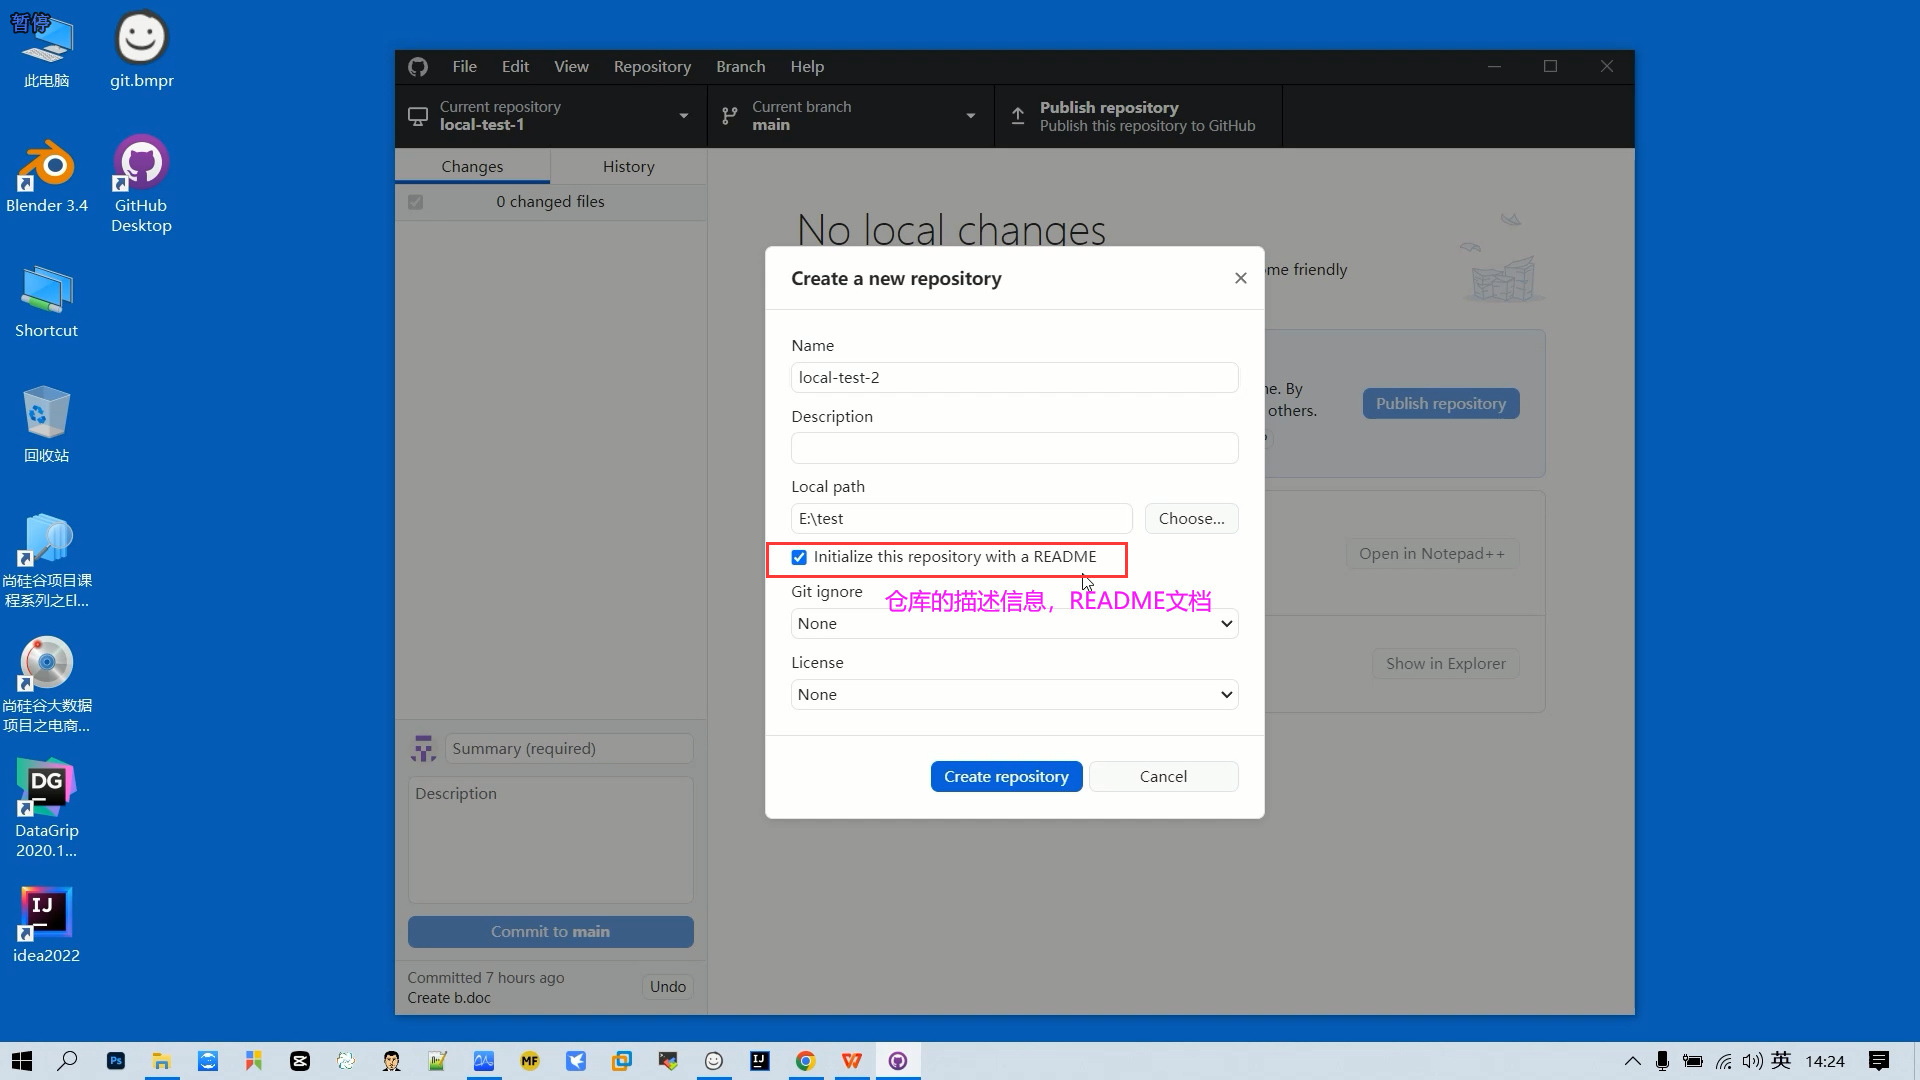 暂停
此电脑
git.bmpr
Blender 3.4
GitHub
Desktop
Shortcut
回收站
尚硅谷项目课
程系列之El...
尚硅谷大数据
项目之电商...
DG
DataGrip
2020.1...
IJ
idea2022
File Edit View Repository Branch Help
Current repository
local-test-1
Current branch
main
Publish repository
Publish this repository to GitHub
Changes History
0 changed files
No local changes
me friendly
ne. By
others.
Publish repository
Open in Notepad++
Show in Explorer
Create a new repository
Name
local-test-2
Description
Local path
E:\test
Choose...
Initialize this repository with a README
Git ignore
仓库的描述信息，README文档
None
License
None
Create repository
Cancel
Summary (required)
Description
Commit to main
Committed 7 hours ago
Create b.doc
Undo
Ps
MF
IJ
英
14:24